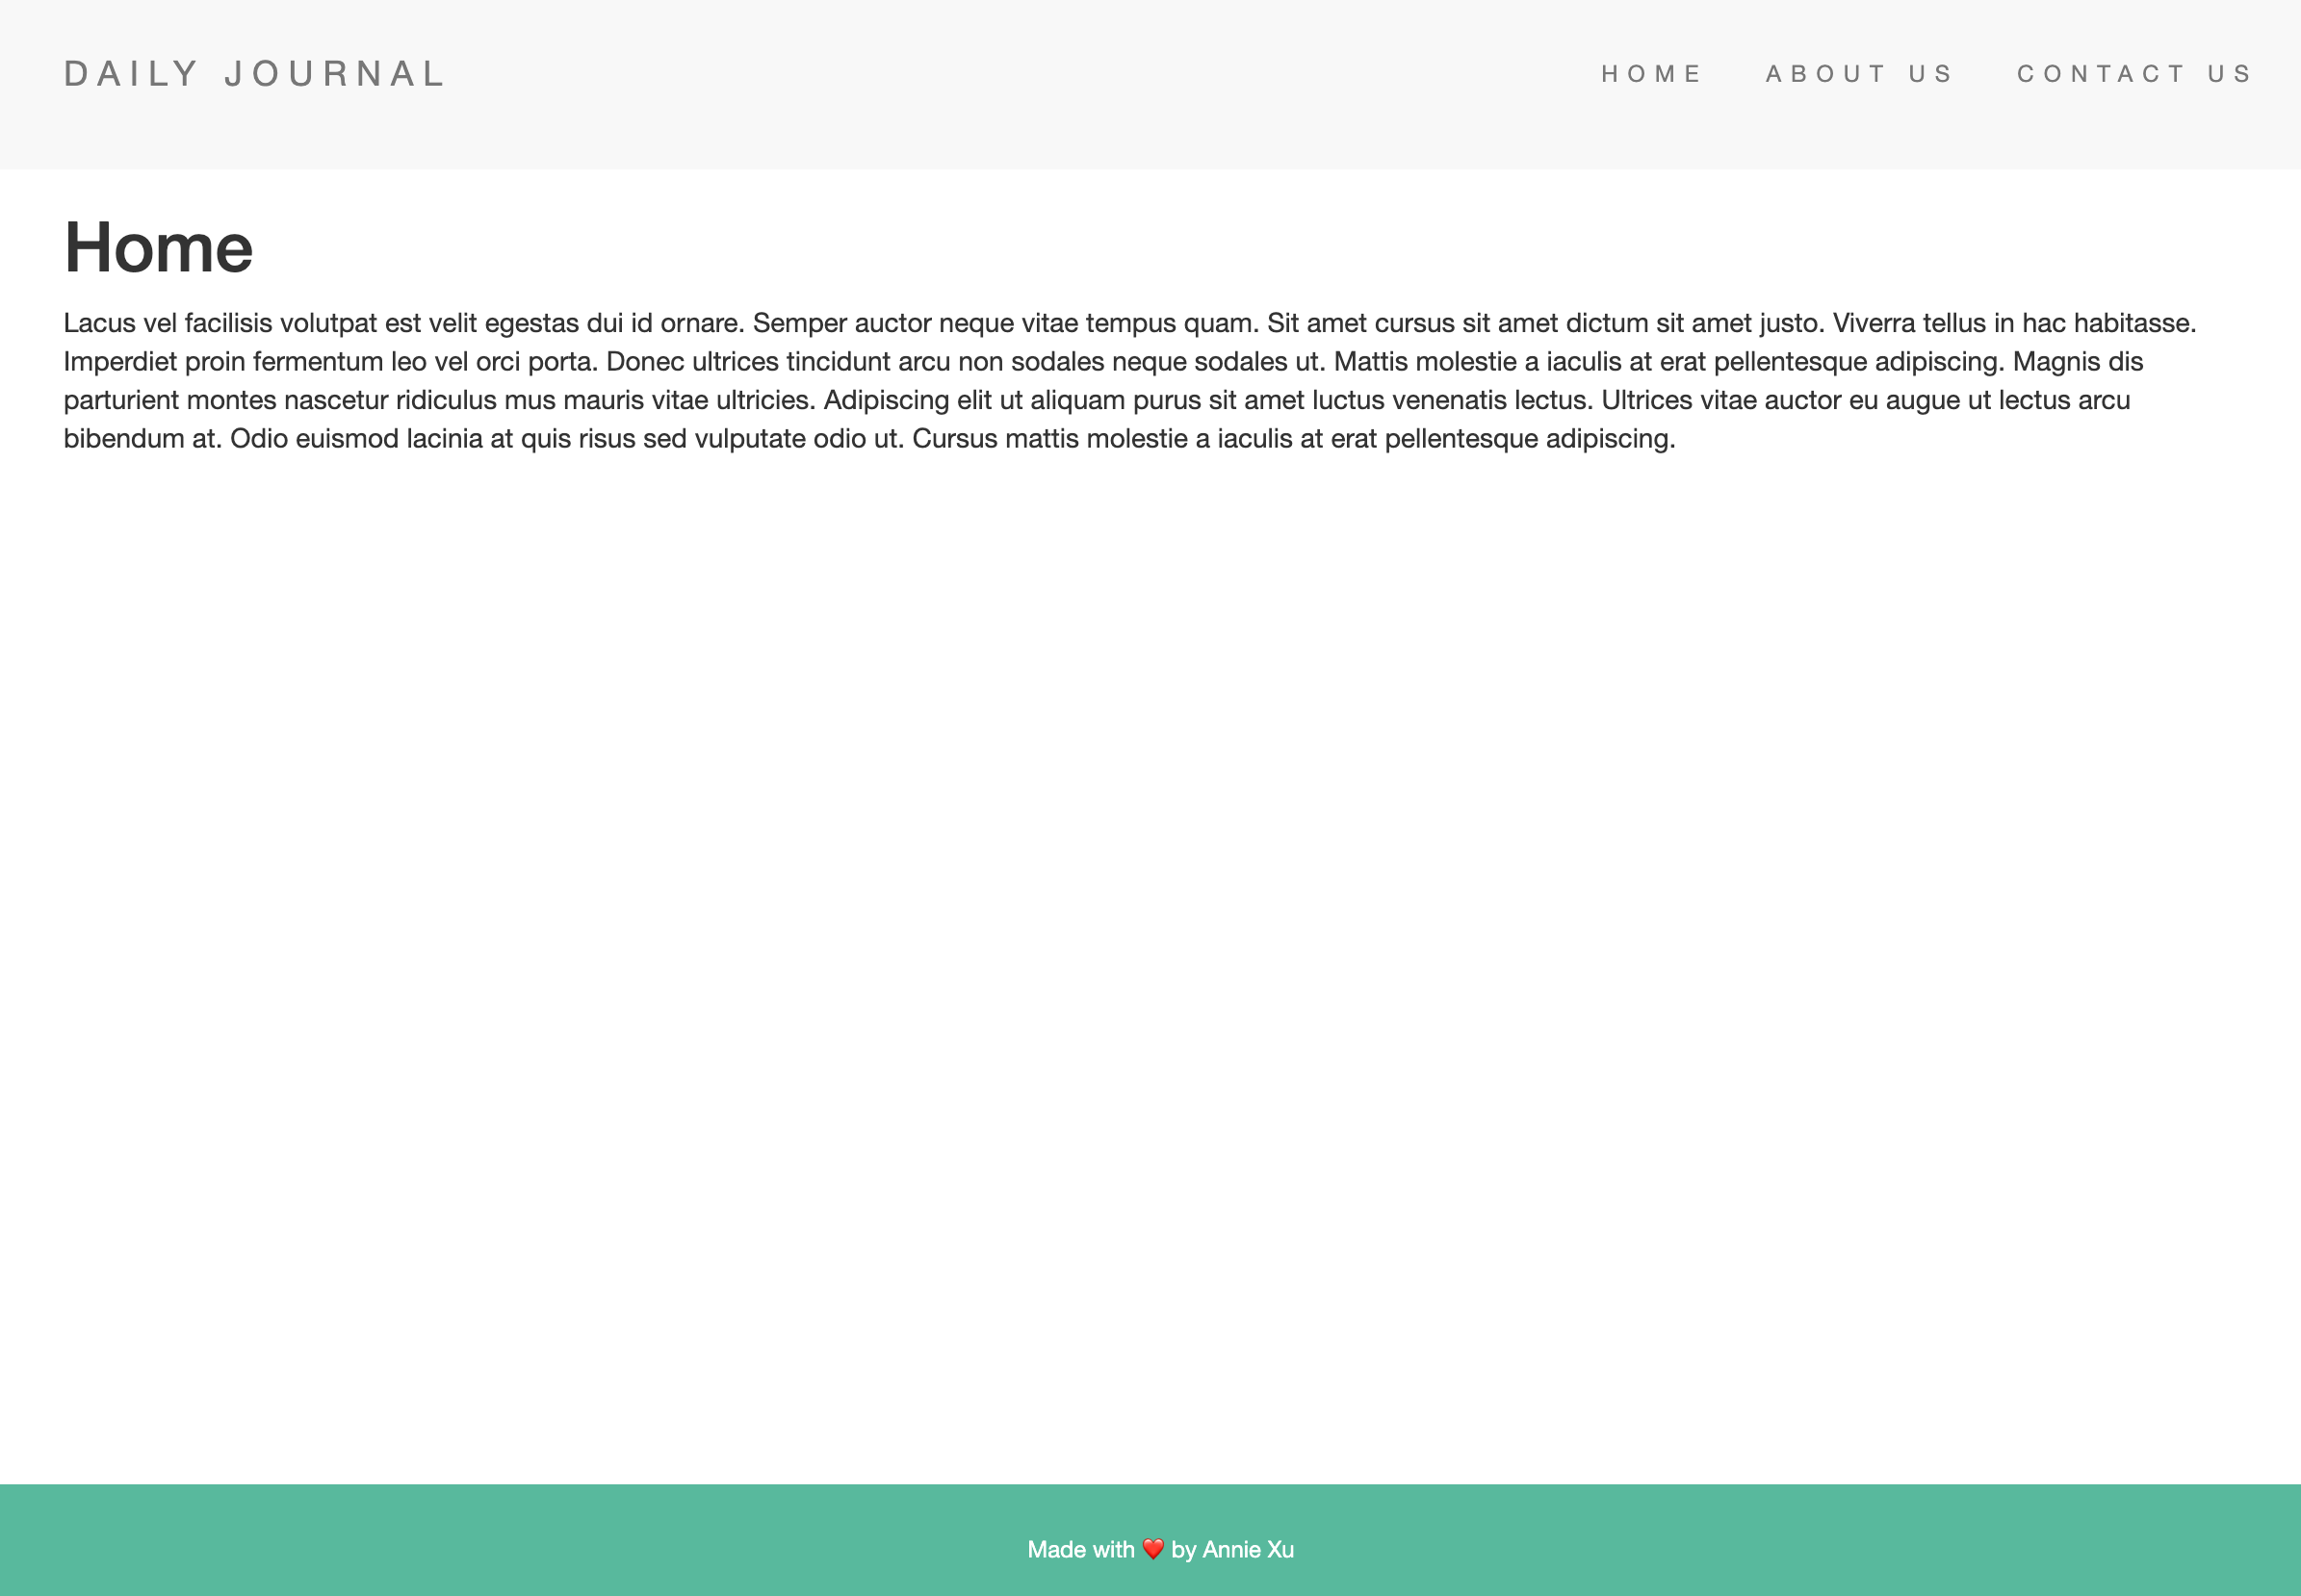 DAILY JOURNAL
HOME ABOUT US CONTACT US
Home
Lacus vel facilisis volutpat est velit egestas dui id ornare. Semper auctor neque vitae tempus quam. Sit amet cursus sit amet dictum sit amet justo. Viverra tellus in hac habitasse.
Imperdiet proin fermentum leo vel orci porta. Donec ultrices tincidunt arcu non sodales neque sodales ut. Mattis molestie a iaculis at erat pellentesque adipiscing. Magnis dis
parturient montes nascetur ridiculus mus mauris vitae ultricies. Adipiscing elit ut aliquam purus sit amet luctus venenatis lectus. Ultrices vitae auctor eu augue ut lectus arcu
bibendum at. Odio euismod lacinia at quis risus sed vulputate odio ut. Cursus mattis molestie a iaculis at erat pellentesque adipiscing.
Made with ❤️ by Annie Xu